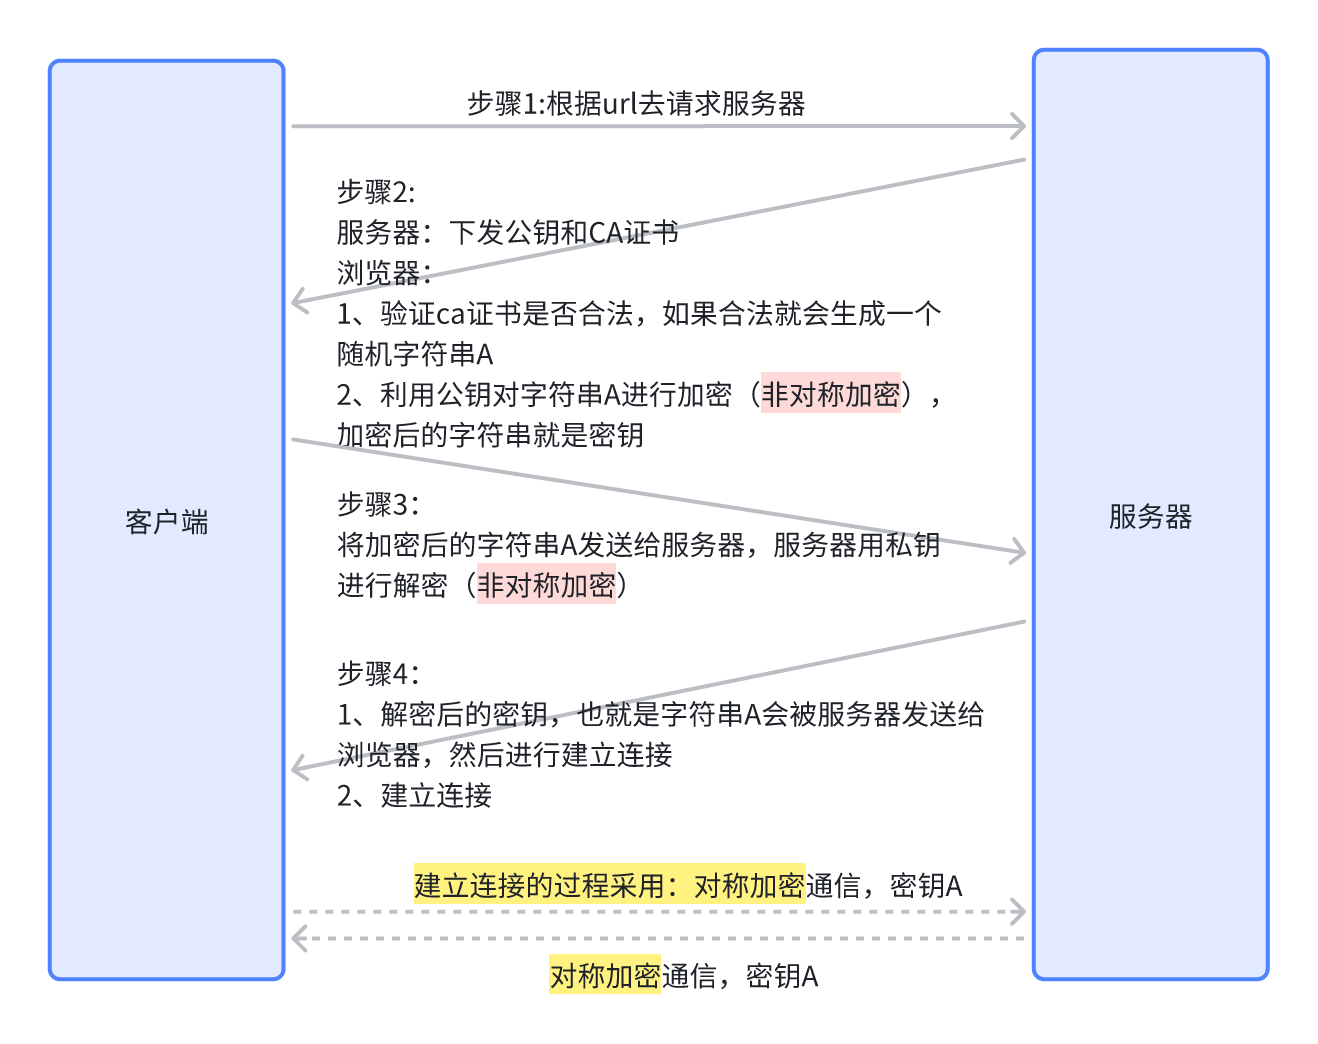 步骤1:根据url去请求服务器
步骤2:
服务器：下发公钥和CA证书
浏览器：
1、验证ca证书是否合法，如果合法就会生成一个
随机字符串A
2、利用公钥对字符串A进行加密（非对称加密），
加密后的字符串就是密钥
步骤3：
将加密后的字符串A发送给服务器，服务器用私钥
进行解密（非对称加密）
客户端
服务器
步骤4：
1、解密后的密钥，也就是字符串A会被服务器发送给
浏览器，然后进行建立连接
2、建立连接
建立连接的过程采用：对称加密通信，密钥A
对称加密通信，密钥A